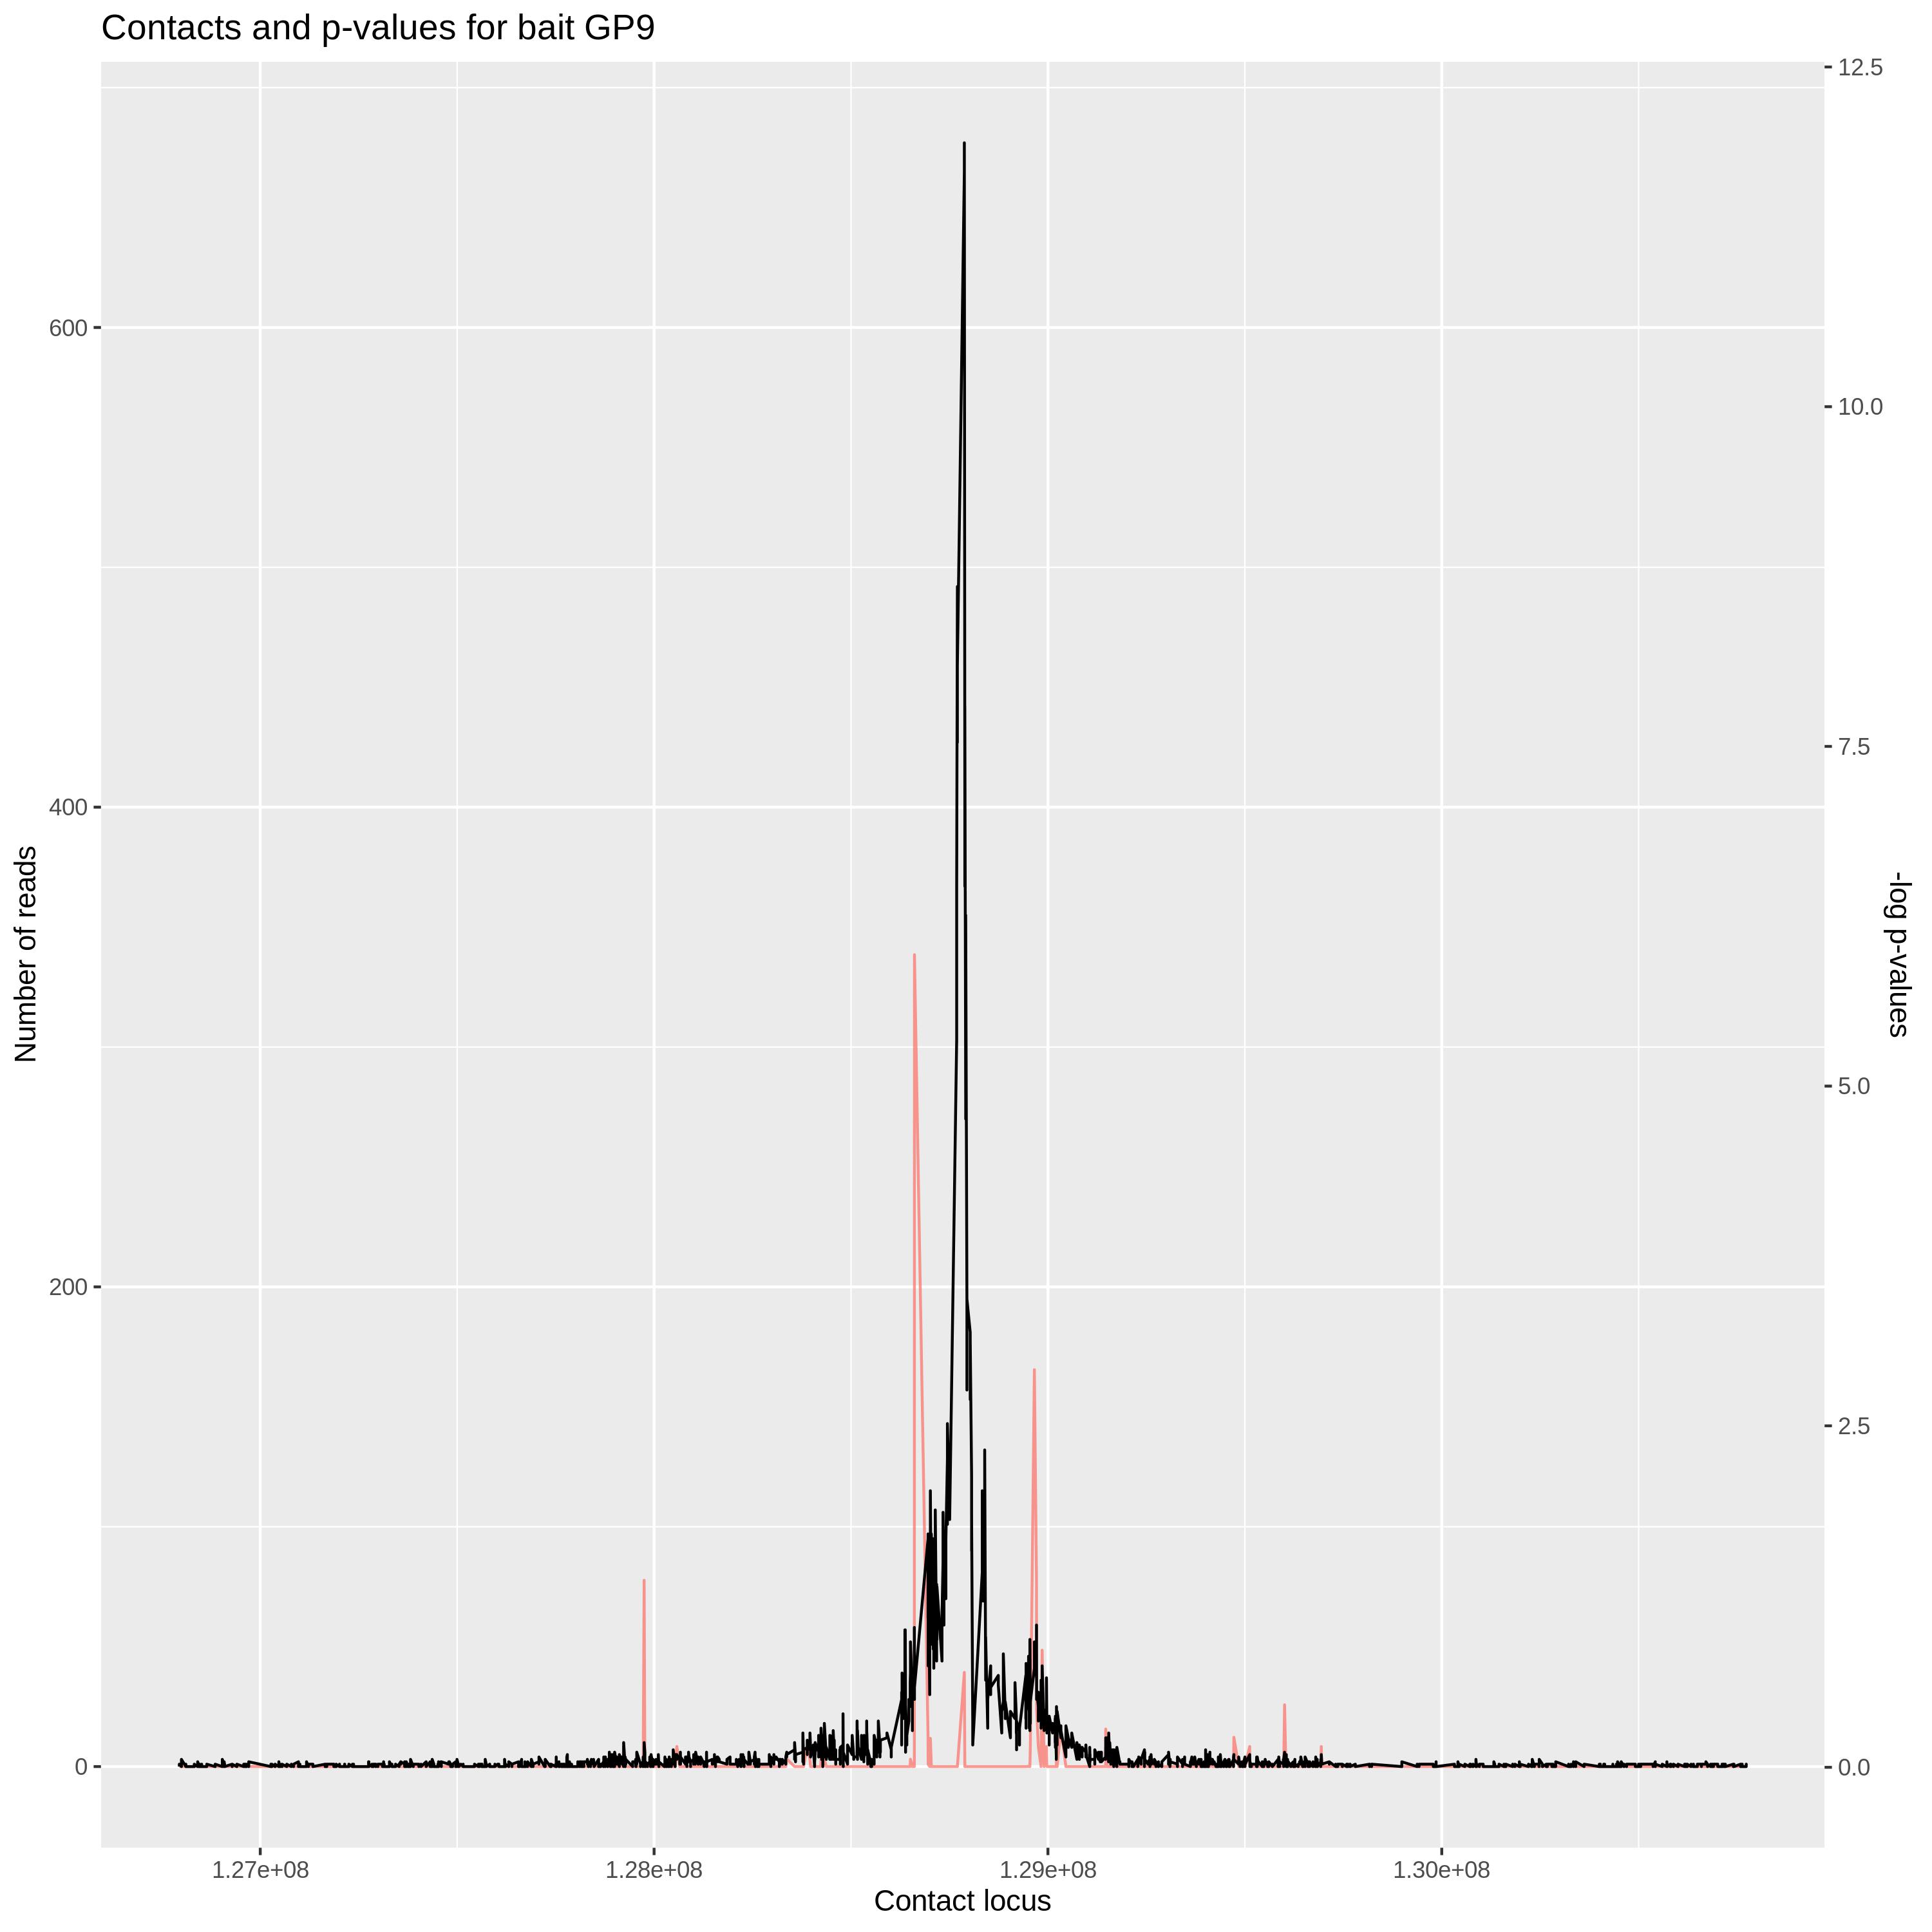 Contacts and p-values for bait GP9
12.5
600
10.0
7.5
400
Number of reads
-log p-values
5.0
200
2.5
0
0.0
1.27e+08
1.28e+08
1.29e+08
1.30e+08
Contact locus